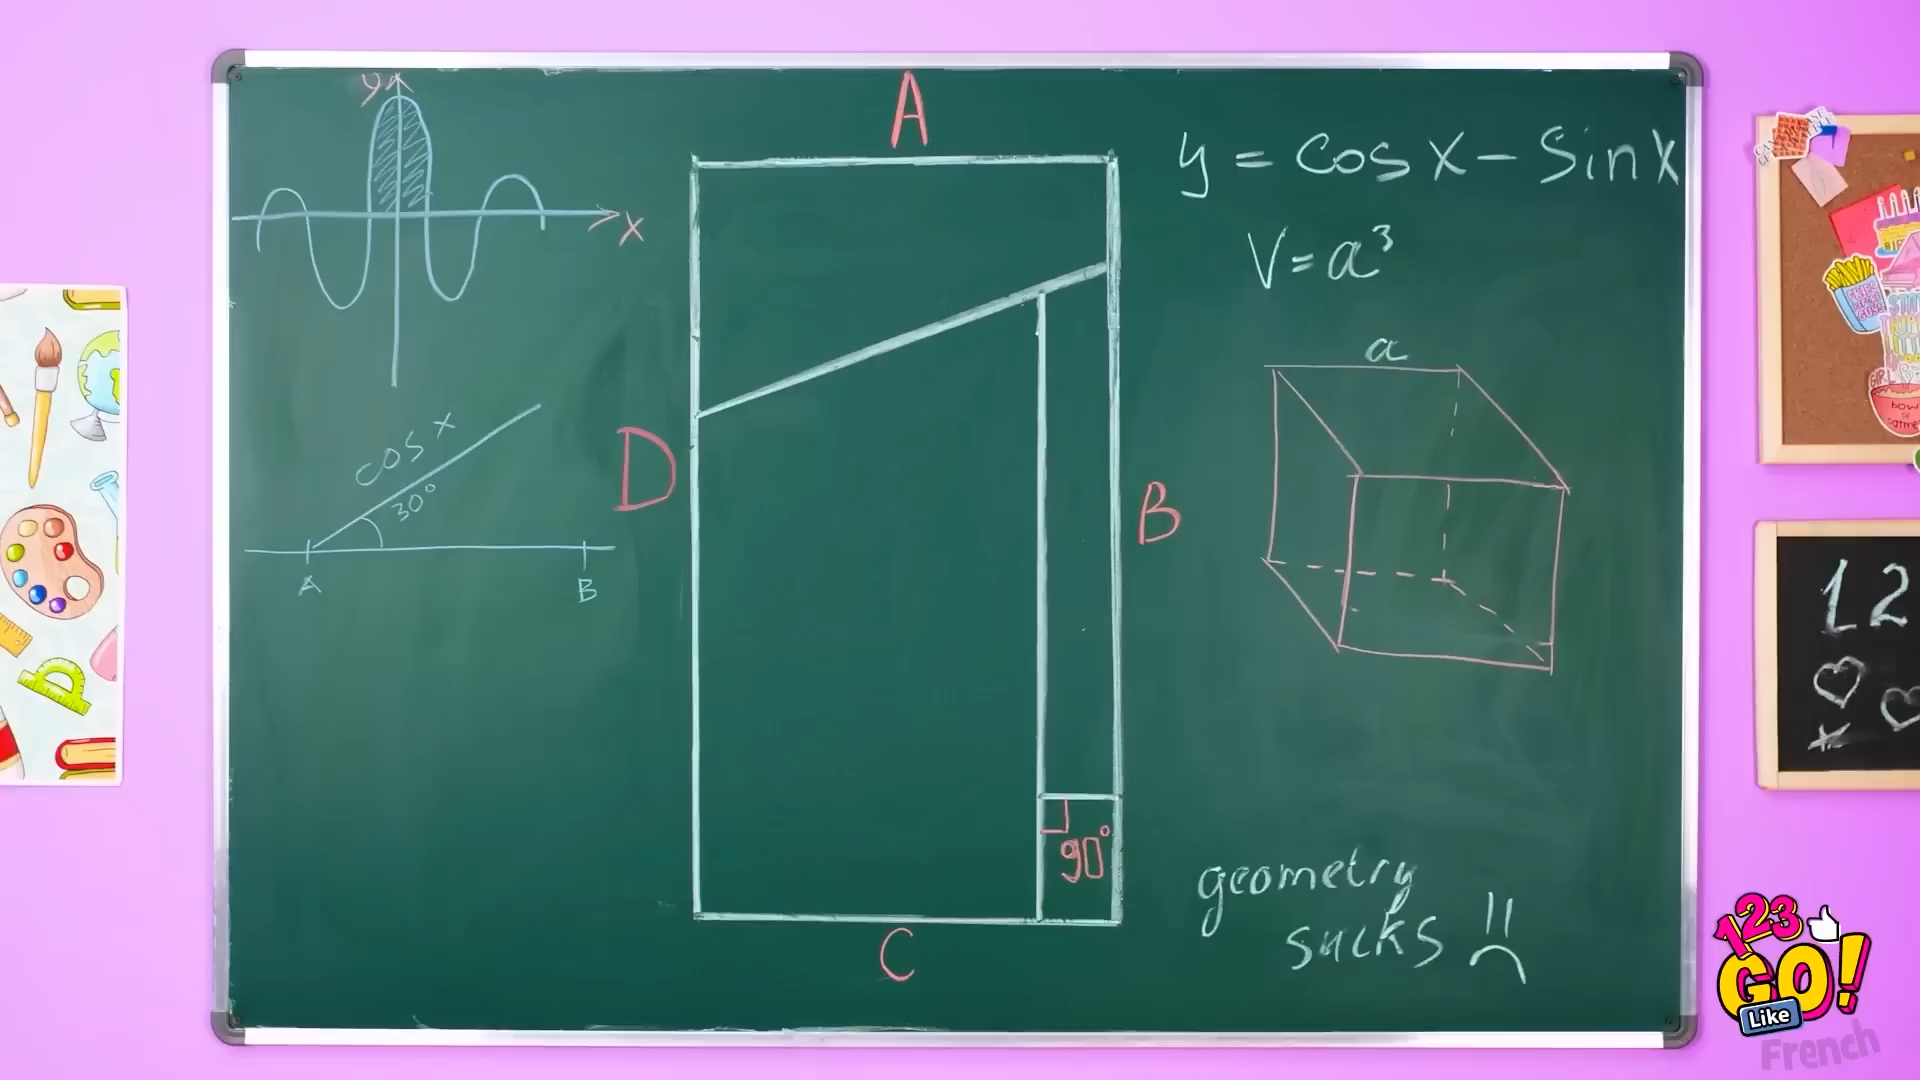 y
x
cos x
30°
A
B
A
D
B
C
90°
y = cos x - sin x
V = a³
a
geometry
sucks
12
123
GO!
Like
French